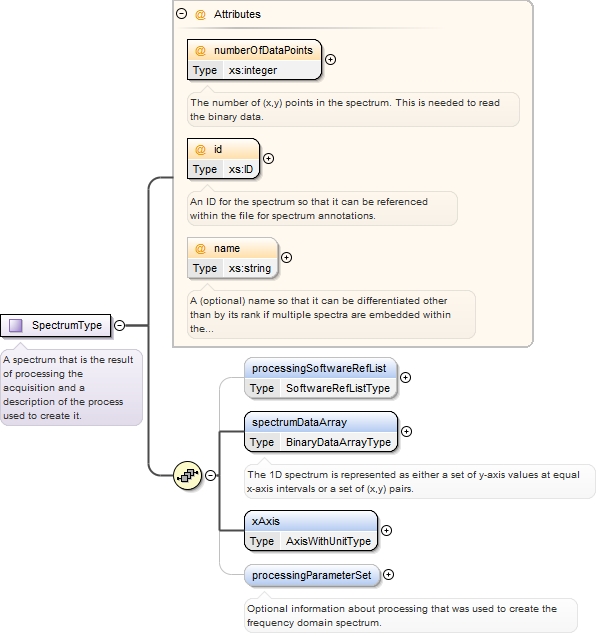 @ Attributes
@ numberOfDataPoints
Type xs:integer
The number of (x,y) points in the spectrum. This is needed to read
the binary data.
@ id
Type xs:ID
An ID for the spectrum so that it can be referenced
within the file for spectrum annotations.
@ name
Type xs:string
A (optional) name so that it can be differentiated other
than by its rank if multiple spectra are embedded within
the...
SpectrumType
A spectrum that is the result
of processing the
acquisition and a
description of the process
used to create it.
processingSoftwareRefList
Type SoftwareRefListType
spectrumDataArray
Type BinaryDataArrayType
The 1D spectrum is represented as either a set of y-axis values at equal
x-axis intervals or a set of (x,y) pairs.
xAxis
Type AxisWithUnitType
processingParameterSet
Optional information about processing that was used to create the
frequency domain spectrum.